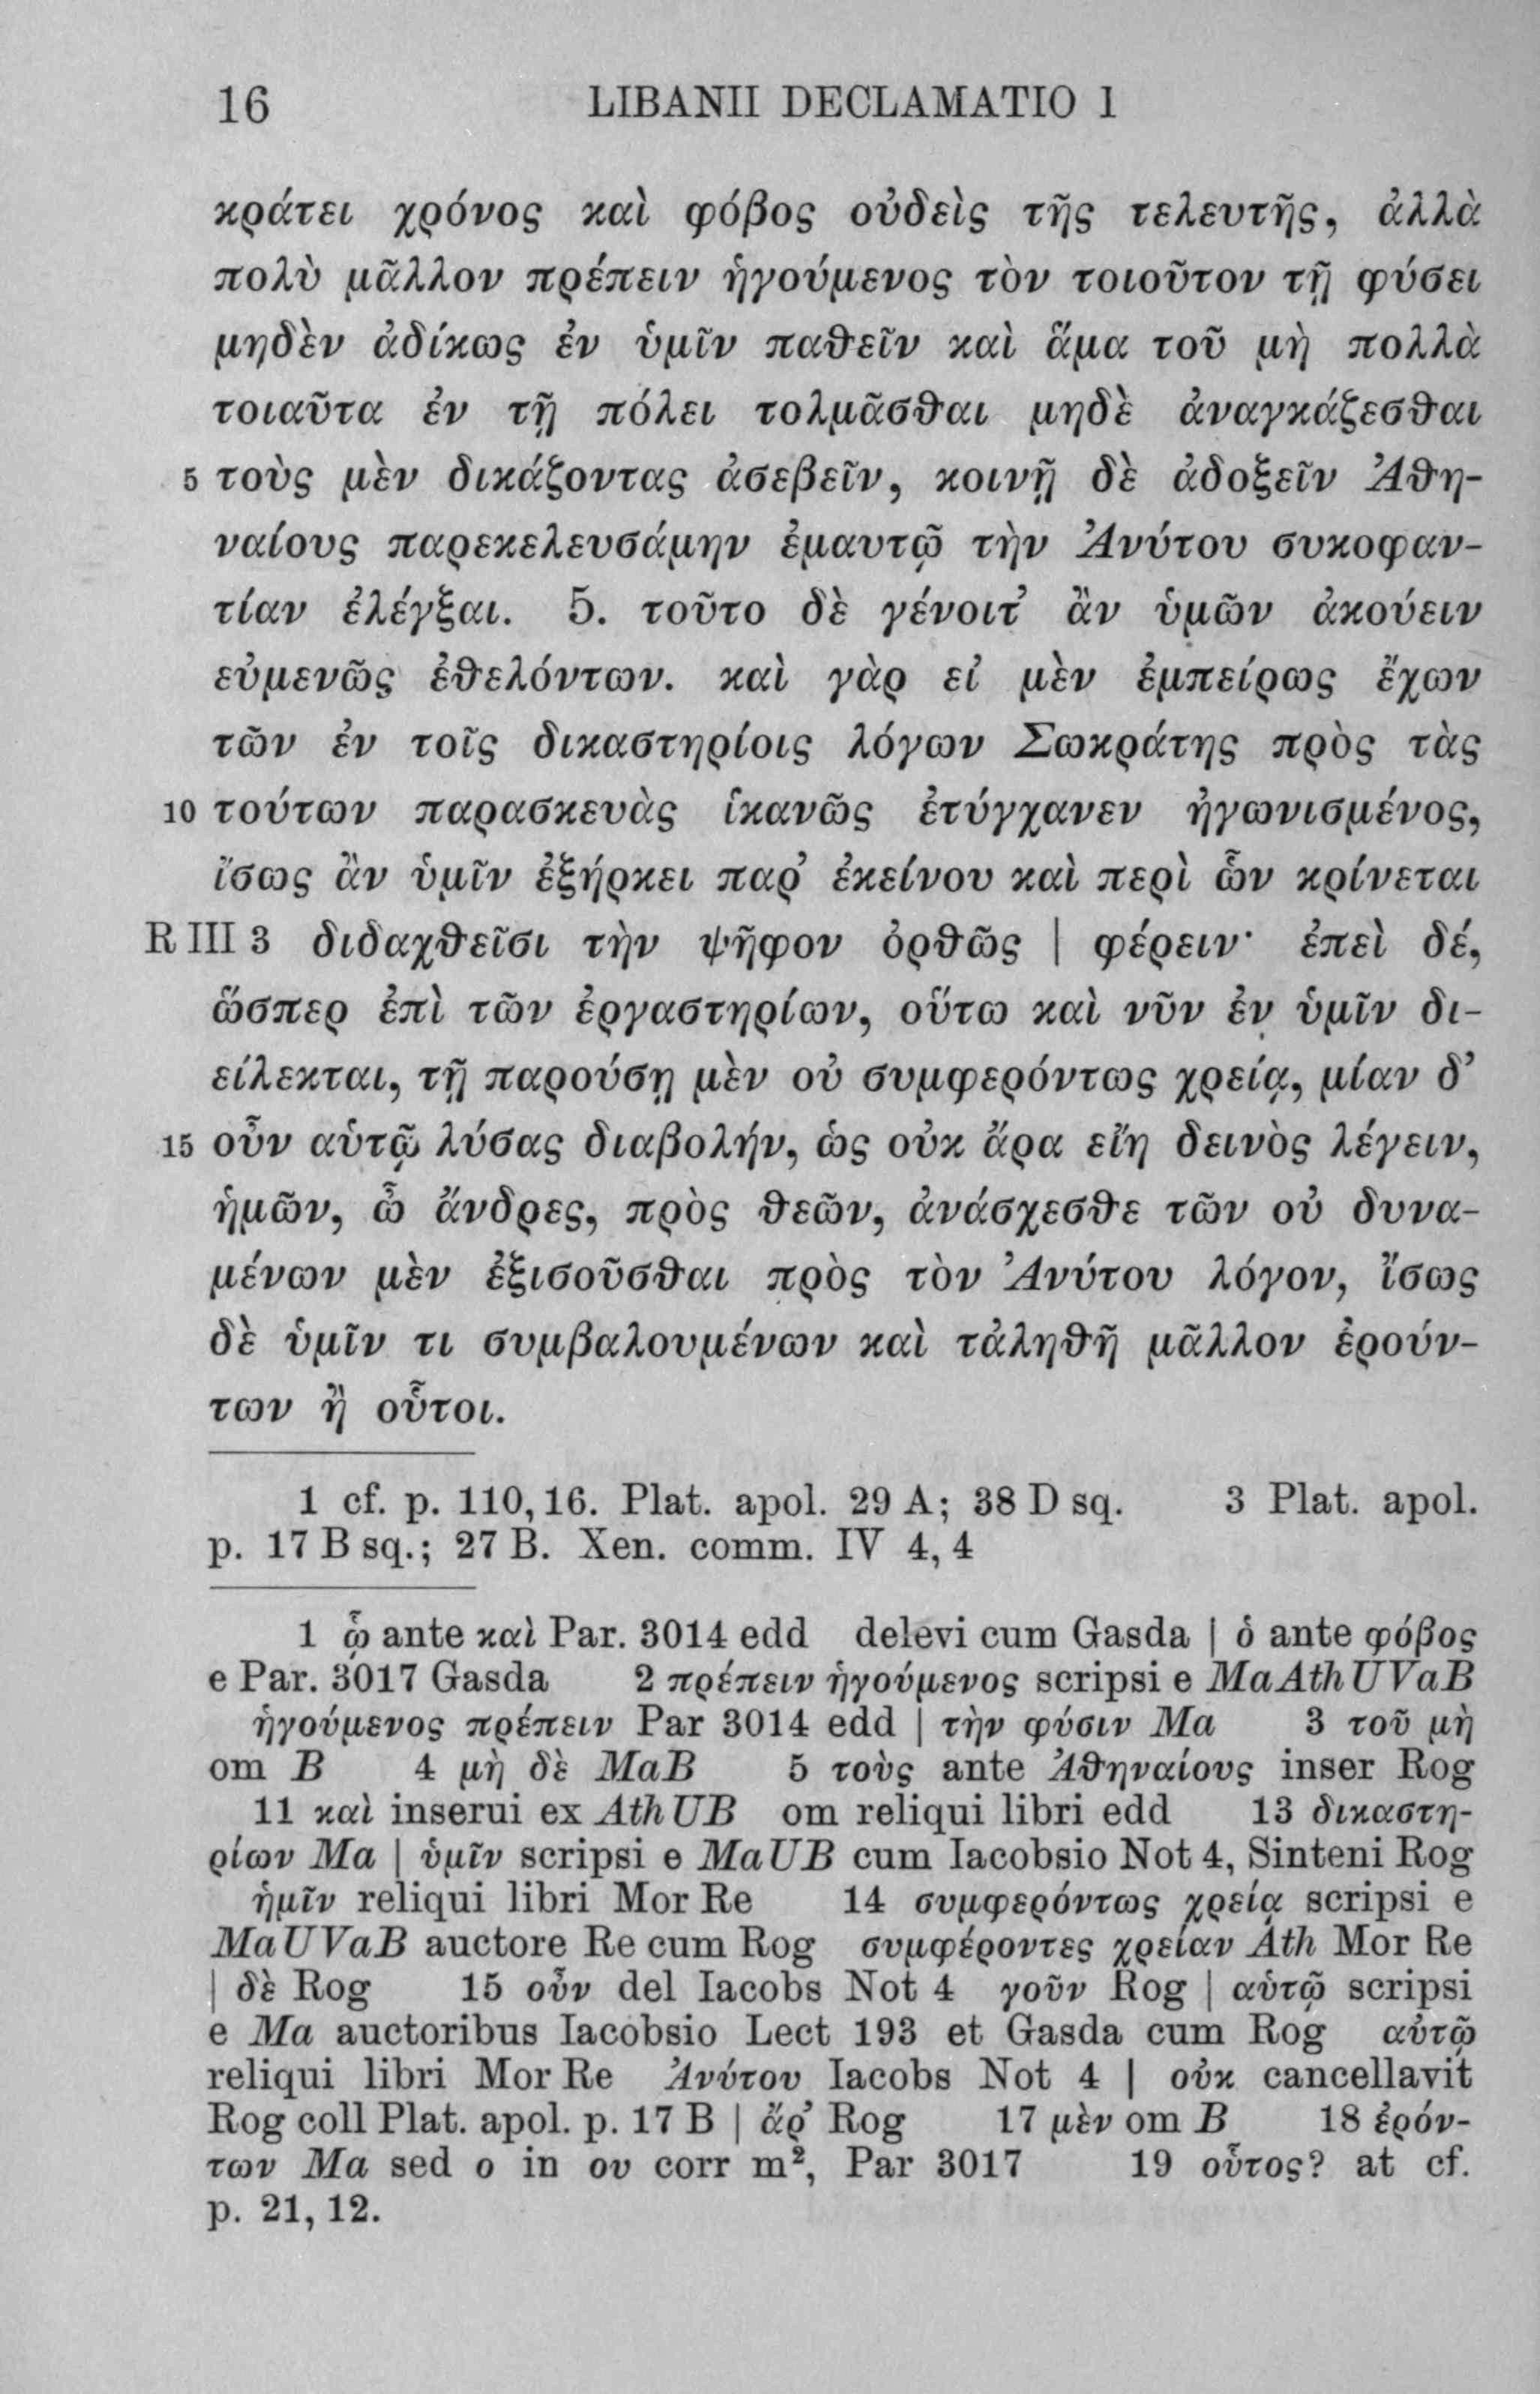 16 LIBANII DECLAMATIO 1
κράτει χρόνος καὶ φόβος οὐδεὶς τῆς τελευτῆς, ἀλλὰ
πολὺ μᾶλλον πρέπειν ἡγούμενος τὸν τοιοῦτον τῇ φύσει
μηδὲν ἀδίκως ἐν ὑμῖν παθεῖν καὶ ἅμα τοῦ μὴ πολλὰ
τοιαῦτα ἐν τῇ πόλει τολμᾶσθαι μηδὲ ἀναγκάζεσθαι
5 τοὺς μὲν δικάζοντας ἀσεβεῖν, κοινῇ δὲ ἀδοξεῖν Ἀθη-
ναίους παρεκελευσάμην ἐμαυτῷ τὴν Ἀνύτου συκοφαν-
τίαν ἐλέγξαι. 5. τοῦτο δὲ γένοιτ’ ἂν ὑμῶν ἀκούειν
εὐμενῶς ἐθελόντων. καὶ γὰρ εἰ μὲν ἐμπείρως ἔχων
τῶν ἐν τοῖς δικαστηρίοις λόγων Σωκράτης πρὸς τὰς
10 τούτων παρασκευὰς ἱκανῶς ἐτύγχανεν ἠγωνισμένος,
ἴσως ἂν ὑμῖν ἐξήρκει παρ’ ἐκείνου καὶ περὶ ὧν κρίνεται
R III 3 διδαχθεῖσι τὴν ψῆφον ὀρθῶς | φέρειν· ἐπεὶ δέ,
ὥσπερ ἐπὶ τῶν ἐργαστηρίων, οὕτω καὶ νῦν ἐν ὑμῖν δι-
είλεκται, τῇ παρούσῃ μὲν οὐ συμφερόντως χρείᾳ, μίαν δ’
15 οὖν αὑτῷ λύσας διαβολήν, ὡς οὐκ ἄρα εἴη δεινὸς λέγειν,
ἡμῶν, ὦ ἄνδρες, πρὸς θεῶν, ἀνάσχεσθε τῶν οὐ δυνα-
μένων μὲν ἐξισοῦσθαι πρὸς τὸν Ἀνύτου λόγον, ἴσως
δὲ ὑμῖν τι συμβαλουμένων καὶ τἀληθῆ μᾶλλον ἐρούν-
των ἢ οὗτοι.
1 cf. p. 110, 16. Plat. apol. 29 A; 38 D sq. 3 Plat. apol.
p. 17 B sq.; 27 B. Xen. comm. IV 4, 4
1 ᾧ ante καὶ Par. 3014 edd delevi cum Gasda | ὁ ante φόβος
e Par. 3017 Gasda 2 πρέπειν ἡγούμενος scripsi e MaAthUVaB
ἡγούμενος πρέπειν Par 3014 edd | τὴν φύσιν Ma 3 τοῦ μὴ
om B 4 μὴ δὲ MaB 5 τοὺς ante Ἀθηναίους inser Rog
11 καὶ inserui ex AthUB om reliqui libri edd 13 δικαστη-
ρίων Ma | ὑμῖν scripsi e MaUB cum Iacobsio Not 4, Sinteni Rog
ἡμῖν reliqui libri Mor Re 14 συμφερόντως χρείᾳ scripsi e
MaUVaB auctore Re cum Rog συμφέροντες χρείαν Ath Mor Re
| δὲ Rog 15 οὖν del Iacobs Not 4 γοῦν Rog | αὑτῷ scripsi
e Ma auctoribus Iacobsio Lect 193 et Gasda cum Rog αὐτῷ
reliqui libri Mor Re Ἀνύτου Iacobs Not 4 | οὐκ cancellavit
Rog coll Plat. apol. p. 17 B | ἄρ’ Rog 17 μὲν om B 18 ἐρόν-
των Ma sed ο in ου corr m², Par 3017 19 οὗτος? at cf.
p. 21, 12.